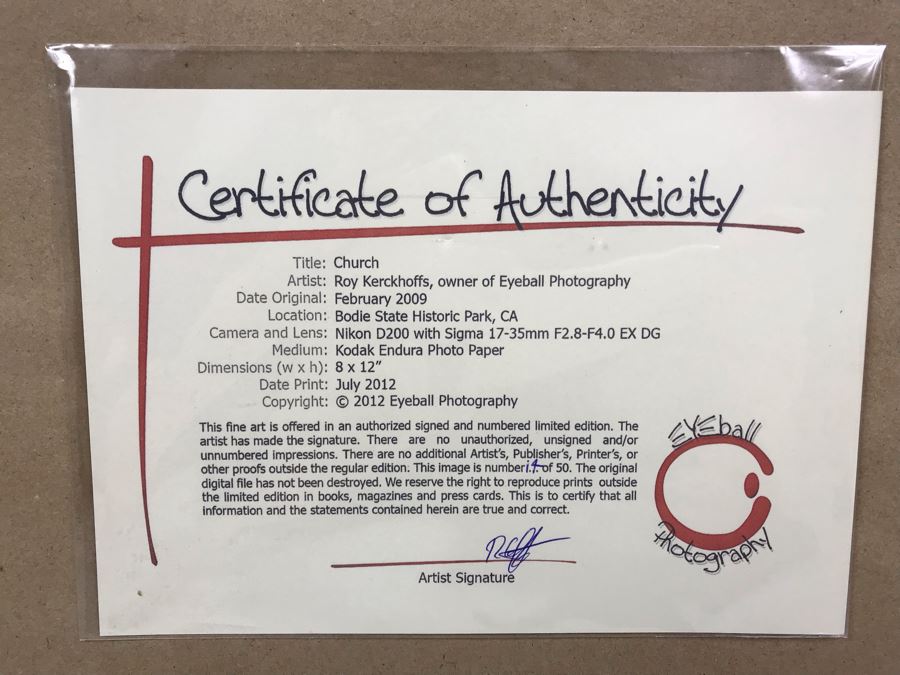 Certificate of Authenticity
Title: Church
Artist: Roy Kerckhoffs, owner of Eyeball Photography
Date Original: February 2009
Location: Bodie State Historic Park, CA
Camera and Lens: Nikon D200 with Sigma 17-35mm F2.8-F4.0 EX DG
Medium: Kodak Endura Photo Paper
Dimensions (w x h): 8 x 12"
Date Print: July 2012
Copyright: © 2012 Eyeball Photography
This fine art is offered in an authorized signed and numbered limited edition. The
artist has made the signature. There are no unauthorized, unsigned and/or
unnumbered impressions. There are no additional Artist's, Publisher's, Printer's, or
other proofs outside the regular edition. This image is number of 50. The original
digital file has not been destroyed. We reserve the right to reproduce prints outside
the limited edition in books, magazines and press cards. This is to certify that all
information and the statements contained herein are true and correct.
Artist Signature
EYEball
Photography